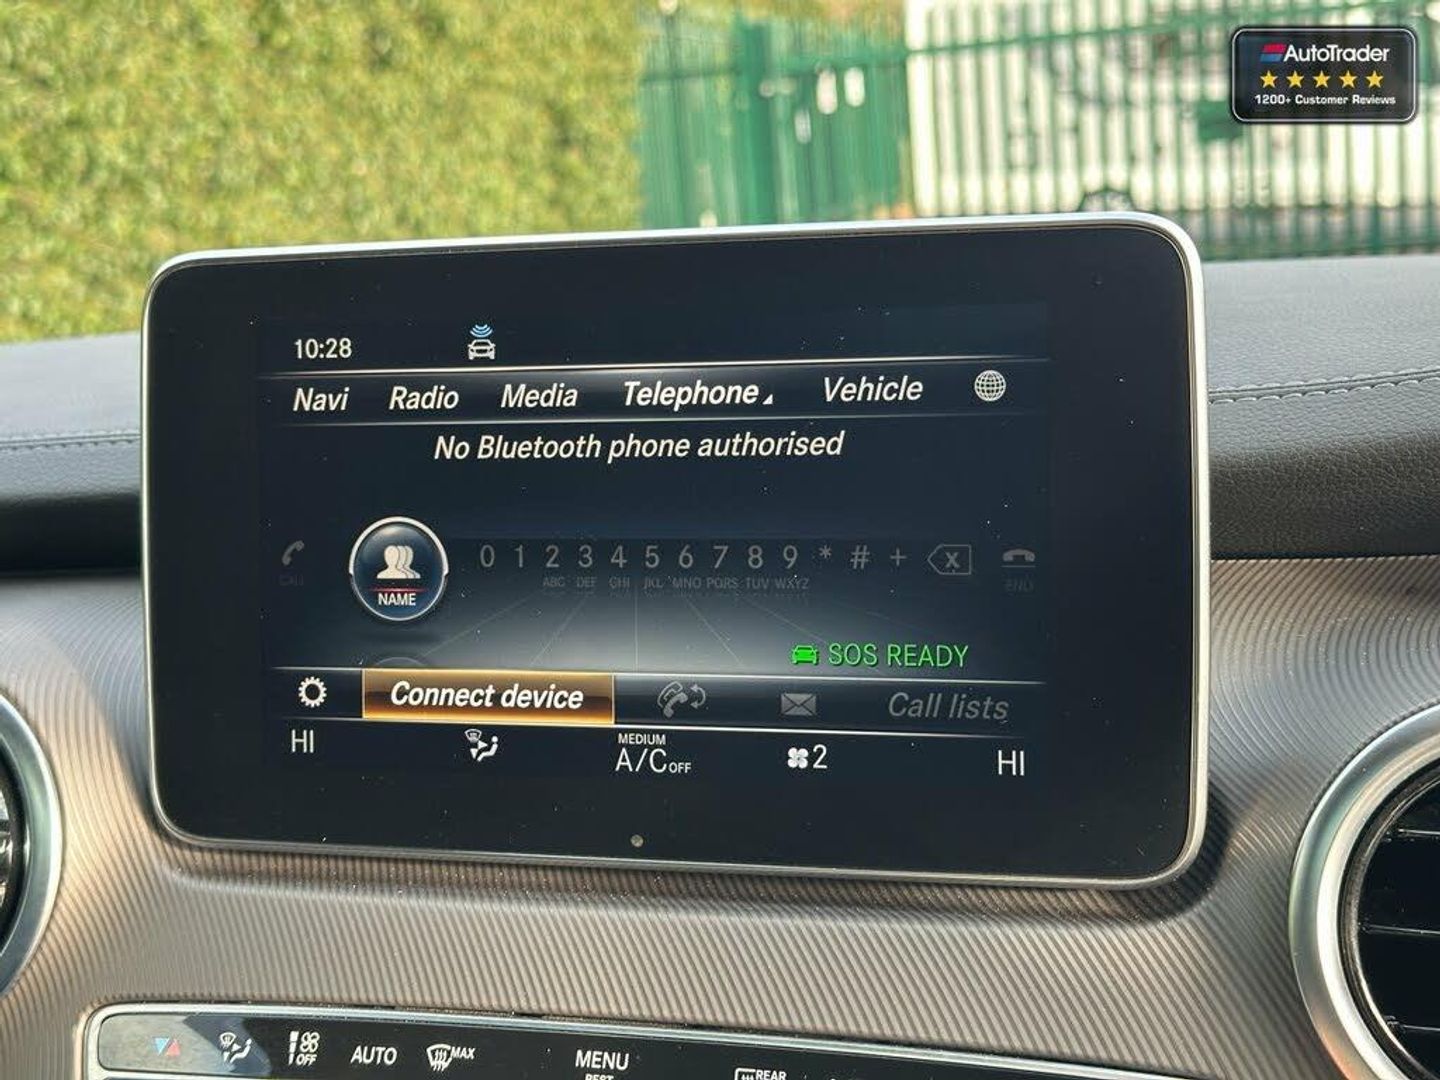 AutoTrader
1200+ Customer Reviews
10:28
Navi Radio Media Telephone Vehicle
No Bluetooth phone authorised
CALL NAME 0 1 2 3 4 5 6 7 8 9 * # + X END
ABC DEF GHI JKL MNO PQRS TUV WXYZ
SOS READY
Connect device Call lists
HI MEDIUM A/C OFF 2 HI
OFF AUTO MAX MENU REAR